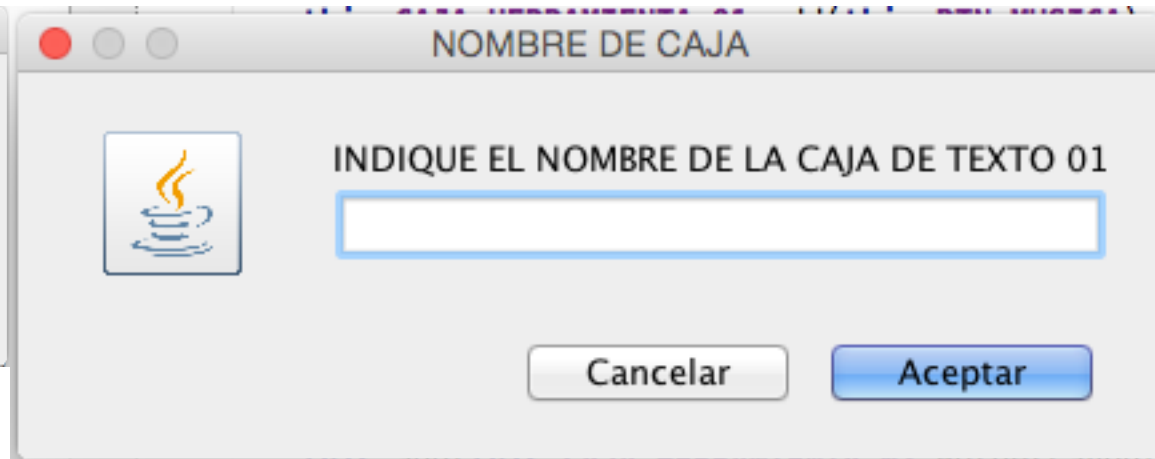 NOMBRE DE CAJA
INDIQUE EL NOMBRE DE LA CAJA DE TEXTO 01
Cancelar
Aceptar